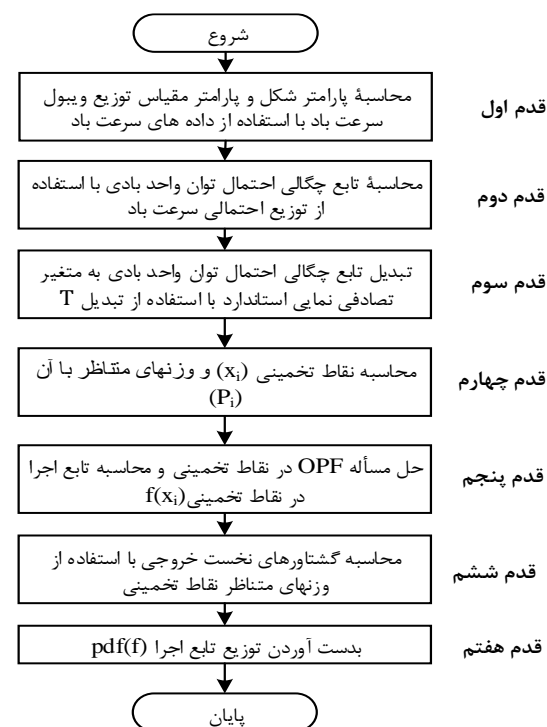 شروع
قدم اول
محاسبهٔ پارامتر شکل و پارامتر مقیاس توزیع ویبول
سرعت باد با استفاده از داده های سرعت باد
قدم دوم
محاسبهٔ تابع چگالی احتمال توان واحد بادی با استفاده
از توزیع احتمالی سرعت باد
قدم سوم
تبدیل تابع چگالی احتمال توان واحد بادی به متغیر
تصادفی نمایی استاندارد با استفاده از تبدیل T
قدم چهارم
محاسبه نقاط تخمینی (xi) و وزنهای متناظر با آن
(Pi)
قدم پنجم
حل مسأله OPF در نقاط تخمینی و محاسبه تابع اجرا
در نقاط تخمینی f(xi)
قدم ششم
محاسبه گشتاورهای نخست خروجی با استفاده از
وزنهای متناظر نقاط تخمینی
قدم هفتم
بدست آوردن توزیع تابع اجرا pdf(f)
پایان